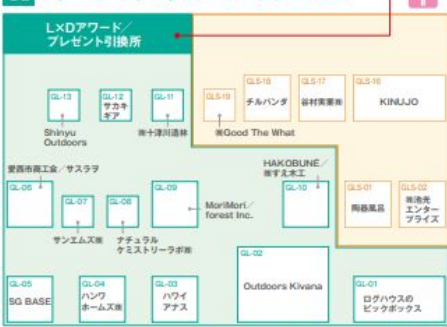 L×Dアワード／
プレゼント引換所
GL-13
GL-12
サカキ
ギア
GL-11
GLS-19
GLS-18
チルパンダ
GLS-17
谷村実業㈱
GLS-16
KINUJO
Shinyu
Outdoors
㈱十津川造林
㈱Good The What
愛西市商工会／サスラヲ
HAKOBUNE／
㈲すえ木工
GL-06
GL-07
GL-08
GL-09
MoriMori／
forest Inc.
GL-10
GLS-01
陶器風呂
GLS-02
㈱池光
エンター
プライズ
サンエムズ㈱
ナチュラル
ケミストリーラボ㈱
GL-02
Outdoors Kivana
GL-05
SG BASE
GL-04
ハンワ
ホームズ㈱
GL-03
ハワイ
アナス
GL-01
ログハウスの
ビックボックス